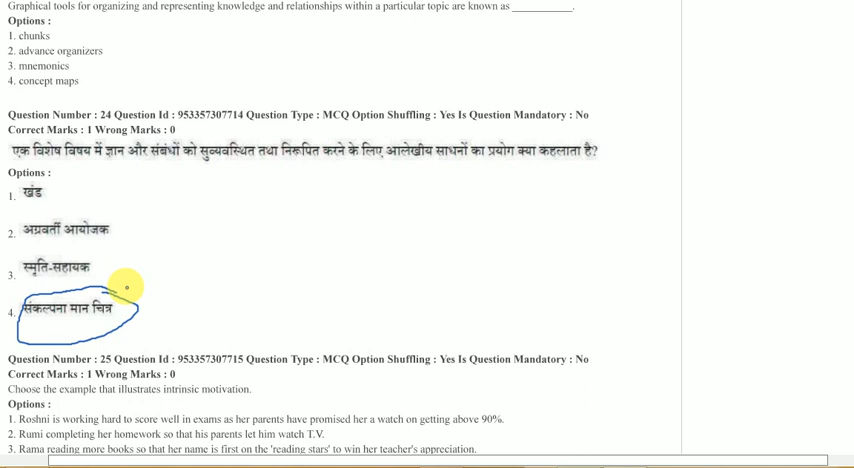 Graphical tools for organizing and representing knowledge and relationships within a particular topic are known as ____________.
Options :
1. chunks
2. advance organizers
3. mnemonics
4. concept maps
Question Number : 24 Question Id : 953357307714 Question Type : MCQ Option Shuffling : Yes Is Question Mandatory : No
Correct Marks : 1 Wrong Marks : 0
एक विशेष विषय में ज्ञान और संबंधों को सुव्यवस्थित तथा निरूपित करने के लिए आलेखीय साधनों का प्रयोग क्या कहलाता है?
Options :
1. खंड
2. अग्रवर्ती आयोजक
3. स्मृति-सहायक
4. संकल्पना मान चित्र
Question Number : 25 Question Id : 953357307715 Question Type : MCQ Option Shuffling : Yes Is Question Mandatory : No
Correct Marks : 1 Wrong Marks : 0
Choose the example that illustrates intrinsic motivation.
Options :
1. Roshni is working hard to score well in exams as her parents have promised her a watch on getting above 90%.
2. Rumi completing her homework so that his parents let him watch T.V.
3. Rama reading more books so that her name is first on the 'reading stars' to win her teacher's appreciation.